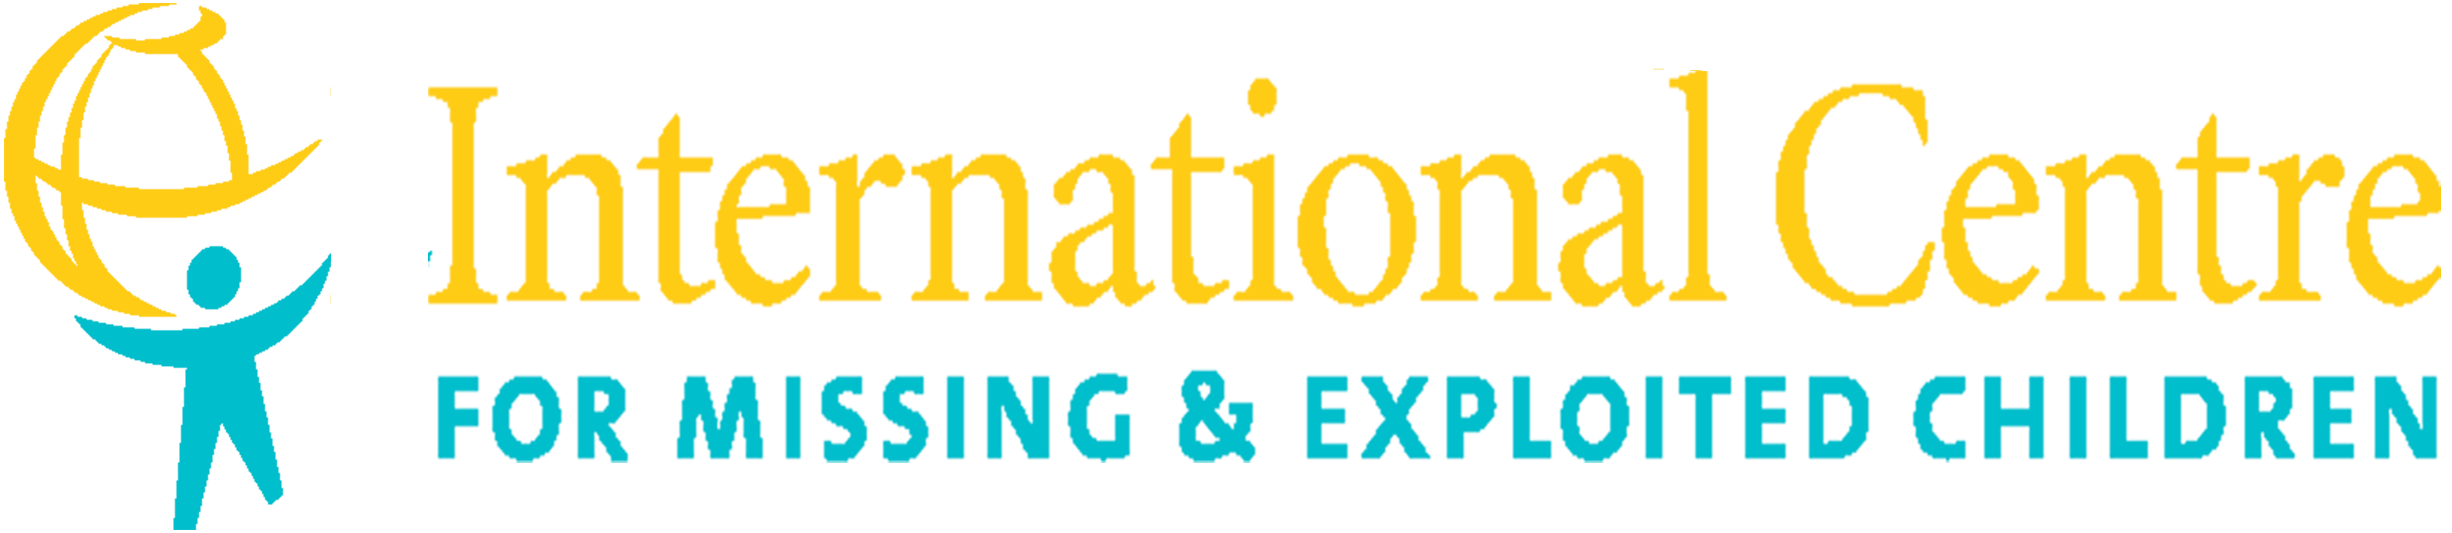 International Centre
FOR MISSING & EXPLOITED CHILDREN